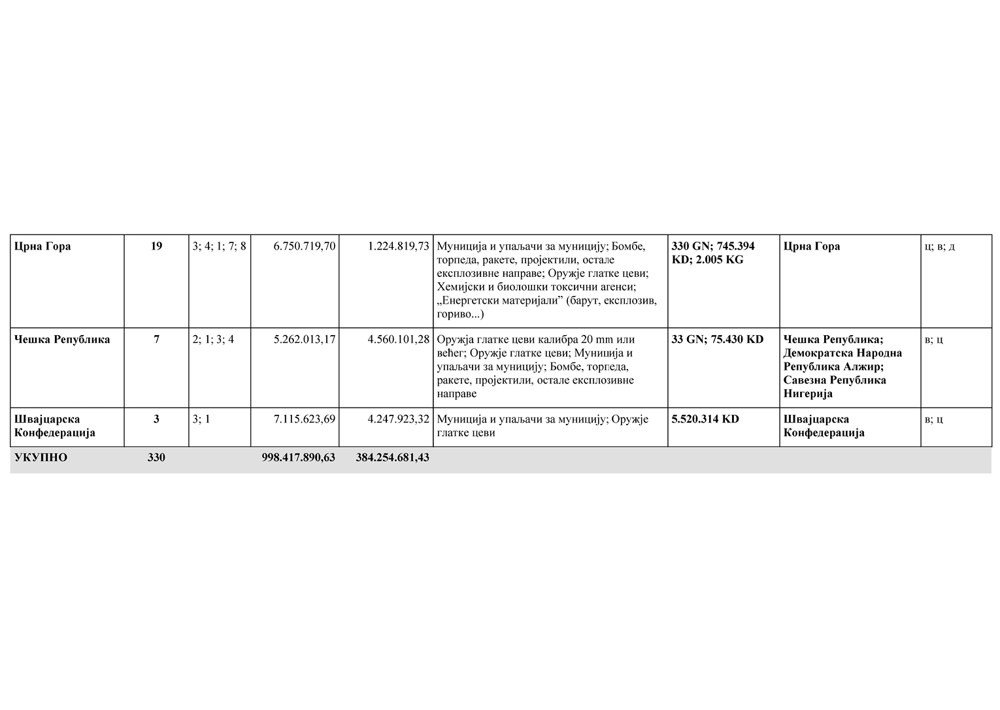 Црна Гора 19 3; 4; 1; 7; 8 6.750.719,70 1.224.819,73 Муниција и упаљачи за муницију; Бомбе, 330 GN; 745.394 Црна Гора ц; в; д
торпеда, ракете, пројектили, остале KD; 2.005 KG
експлозивне направе; Оружје глатке цеви;
Хемијски и биолошки токсични агенси;
„Енергетски материјали” (барут, експлозив,
гориво...)
Чешка Република 7 2; 1; 3; 4 5.262.013,17 4.560.101,28 Оружја глатке цеви калибра 20 mm или 33 GN; 75.430 KD Чешка Република; в; ц
већег; Оружје глатке цеви; Муниција и Демократска Народна
упаљачи за муницију; Бомбе, торпеда, Република Алжир;
ракете, пројектили, остале експлозивне Савезна Република
направе Нигерија
Швајцарска 3 3; 1 7.115.623,69 4.247.923,32 Муниција и упаљачи за муницију; Оружје 5.520.314 KD Швајцарска в; ц
Конфедерација глатке цеви Конфедерација
УКУПНО 330 998.417.890,63 384.254.681,43